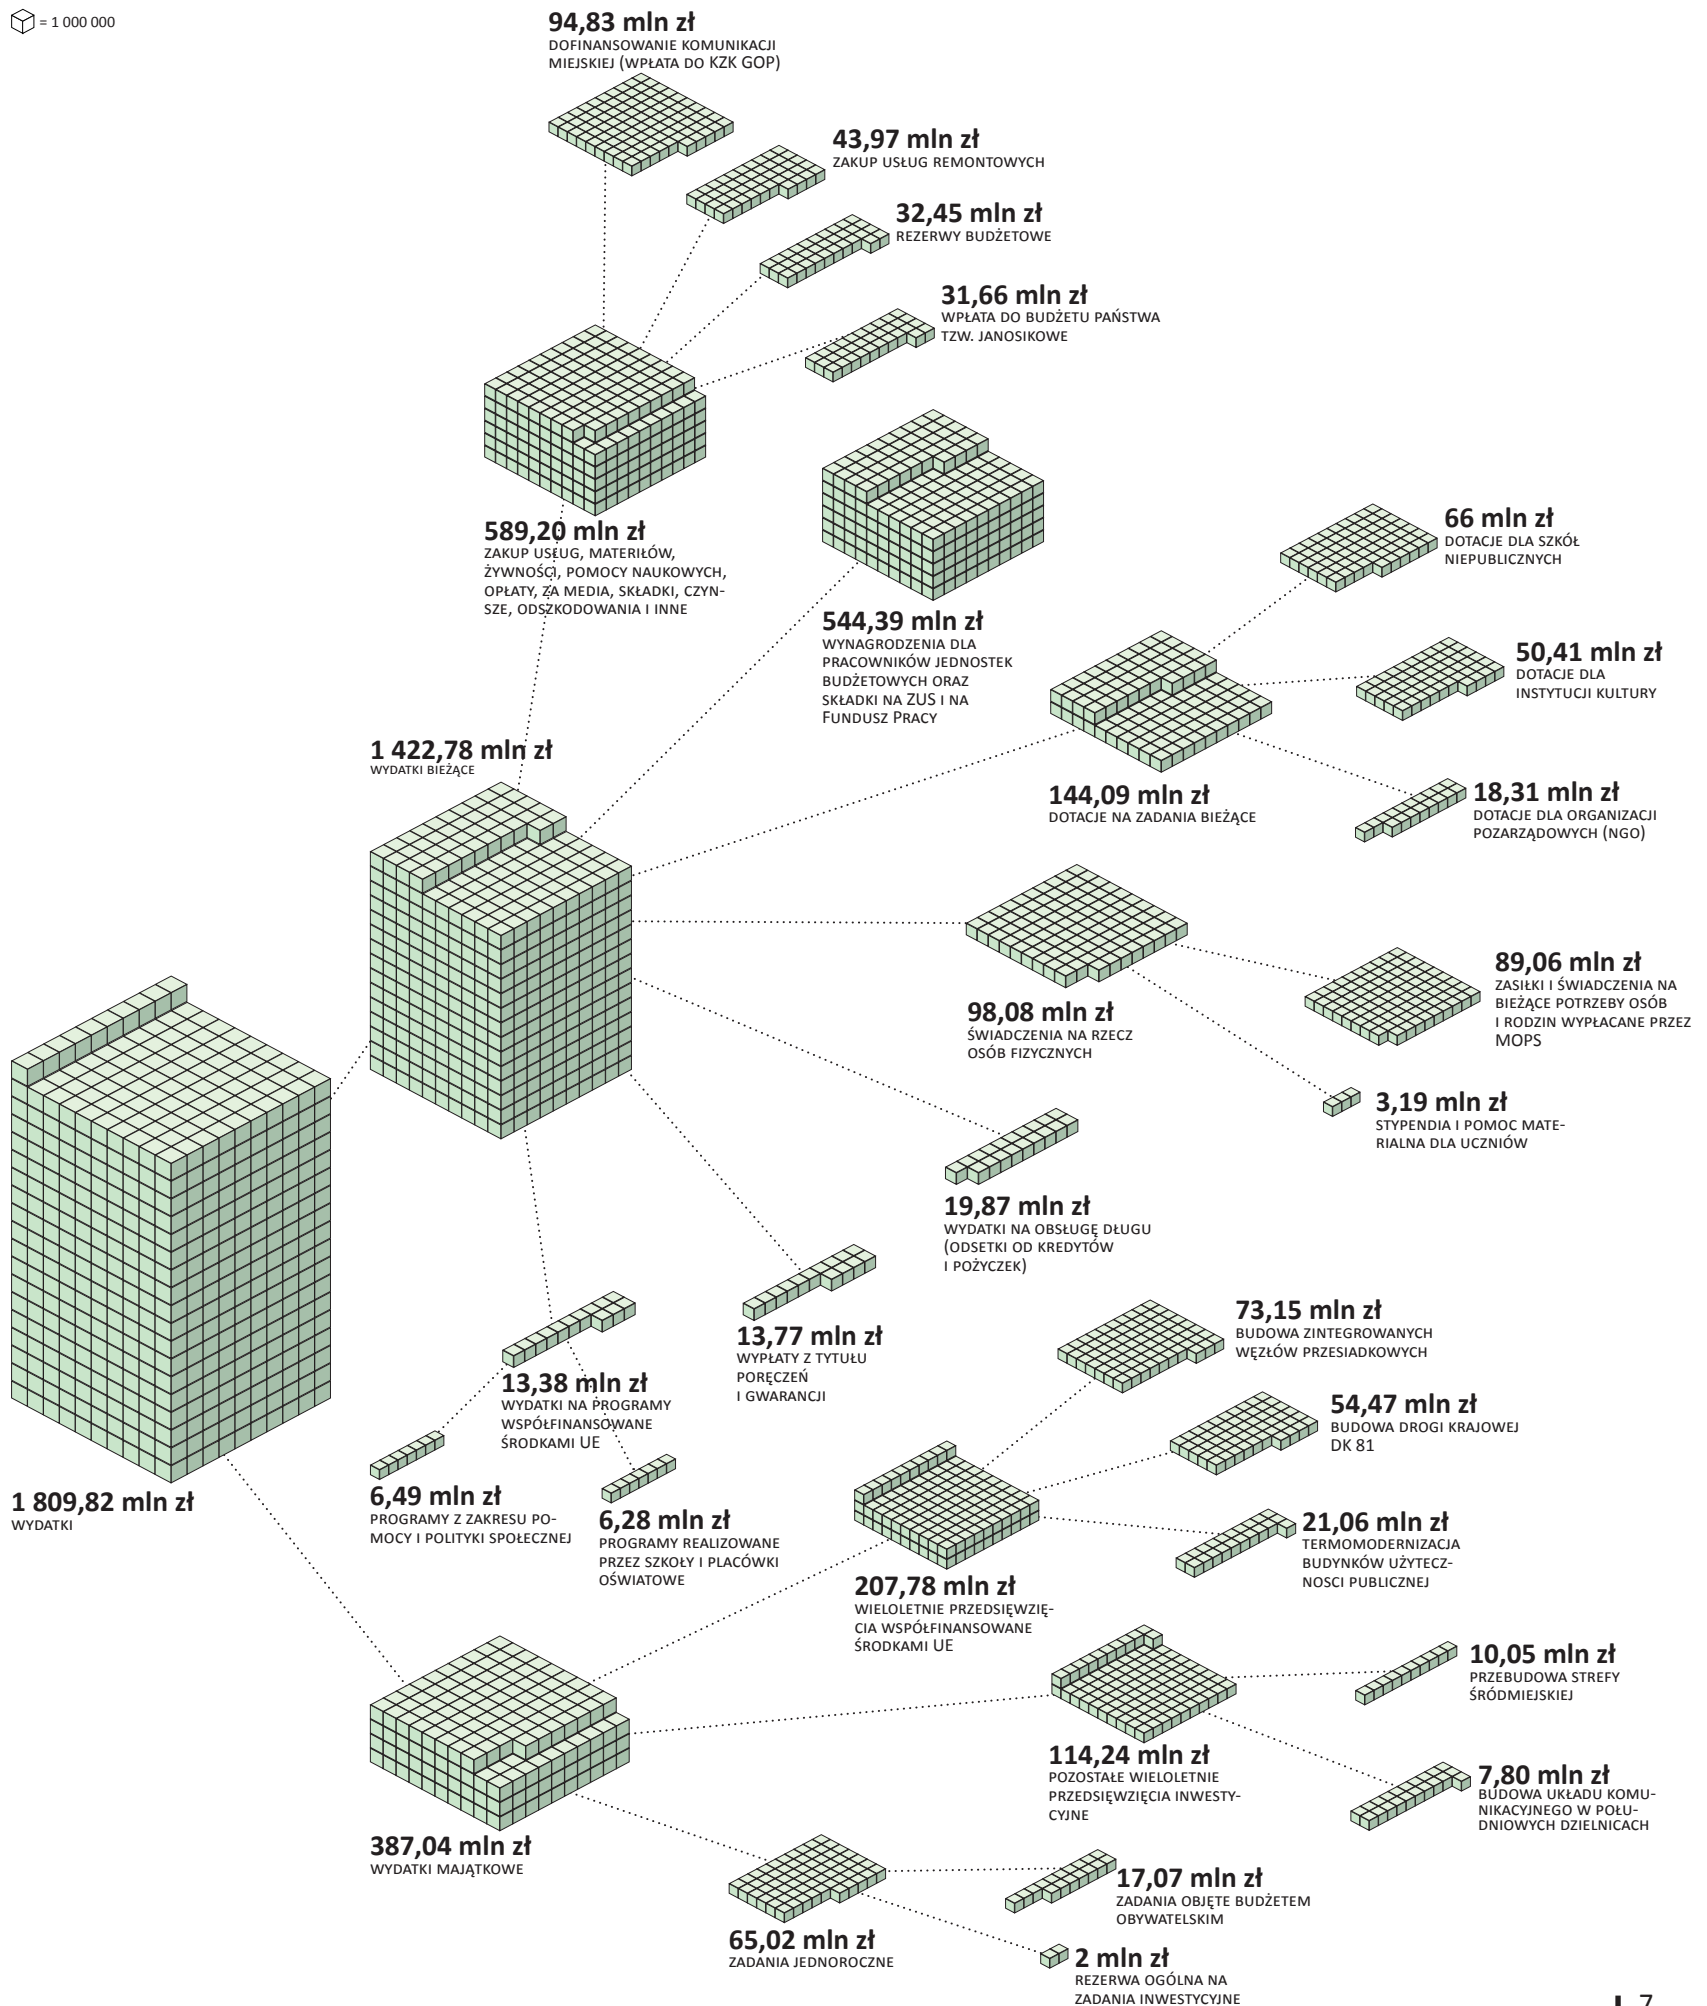 = 1 000 000
94,83 mln zł
DOFINANSOWANIE KOMUNIKACJI
MIEJSKIEJ (WPŁATA DO KZK GOP)
43,97 mln zł
ZAKUP USŁUG REMONTOWYCH
32,45 mln zł
REZERWY BUDŻETOWE
31,66 mln zł
WPŁATA DO BUDŻETU PAŃSTWA
TZW. JANOSIKOWE
589,20 mln zł
ZAKUP USŁUG, MATERIŁÓW,
ŻYWNOŚCI, POMOCY NAUKOWYCH,
OPŁATY, ZA MEDIA, SKŁADKI, CZYN-
SZE, ODSZKODOWANIA I INNE
544,39 mln zł
WYNAGRODZENIA DLA
PRACOWNIKÓW JEDNOSTEK
BUDŻETOWYCH ORAZ
SKŁADKI NA ZUS I NA
FUNDUSZ PRACY
66 mln zł
DOTACJE DLA SZKÓŁ
NIEPUBLICZNYCH
50,41 mln zł
DOTACJE DLA
INSTYTUCJI KULTURY
144,09 mln zł
DOTACJE NA ZADANIA BIEŻĄCE
18,31 mln zł
DOTACJE DLA ORGANIZACJI
POZARZĄDOWYCH (NGO)
1 422,78 mln zł
WYDATKI BIEŻĄCE
98,08 mln zł
ŚWIADCZENIA NA RZECZ
OSÓB FIZYCZNYCH
89,06 mln zł
ZASIŁKI I ŚWIADCZENIA NA
BIEŻĄCE POTRZEBY OSÓB
I RODZIN WYPŁACANE PRZEZ
MOPS
3,19 mln zł
STYPENDIA I POMOC MATE-
RIALNA DLA UCZNIÓW
19,87 mln zł
WYDATKI NA OBSŁUGĘ DŁUGU
(ODSETKI OD KREDYTÓW
I POŻYCZEK)
13,77 mln zł
WYPŁATY Z TYTUŁU
PORĘCZEŃ
I GWARANCJI
13,38 mln zł
WYDATKI NA PROGRAMY
WSPÓŁFINANSOWANE
ŚRODKAMI UE
6,49 mln zł
PROGRAMY Z ZAKRESU PO-
MOCY I POLITYKI SPOŁECZNEJ
6,28 mln zł
PROGRAMY REALIZOWANE
PRZEZ SZKOŁY I PLACÓWKI
OŚWIATOWE
1 809,82 mln zł
WYDATKI
73,15 mln zł
BUDOWA ZINTEGROWANYCH
WĘZŁÓW PRZESIADKOWYCH
54,47 mln zł
BUDOWA DROGI KRAJOWEJ
DK 81
21,06 mln zł
TERMOMODERNIZACJA
BUDYNKÓW UŻYTECZ-
NOSCI PUBLICZNEJ
207,78 mln zł
WIELOLETNIE PRZEDSIĘWZIĘ-
CIA WSPÓŁFINANSOWANE
ŚRODKAMI UE
10,05 mln zł
PRZEBUDOWA STREFY
ŚRÓDMIEJSKIEJ
114,24 mln zł
POZOSTAŁE WIELOLETNIE
PRZEDSIĘWZIĘCIA INWESTY-
CYJNE
7,80 mln zł
BUDOWA UKŁADU KOMU-
NIKACYJNEGO W POŁU-
DNIOWYCH DZIELNICACH
387,04 mln zł
WYDATKI MAJĄTKOWE
17,07 mln zł
ZADANIA OBJĘTE BUDŻETEM
OBYWATELSKIM
65,02 mln zł
ZADANIA JEDNOROCZNE
2 mln zł
REZERWA OGÓLNA NA
ZADANIA INWESTYCYJNE
7